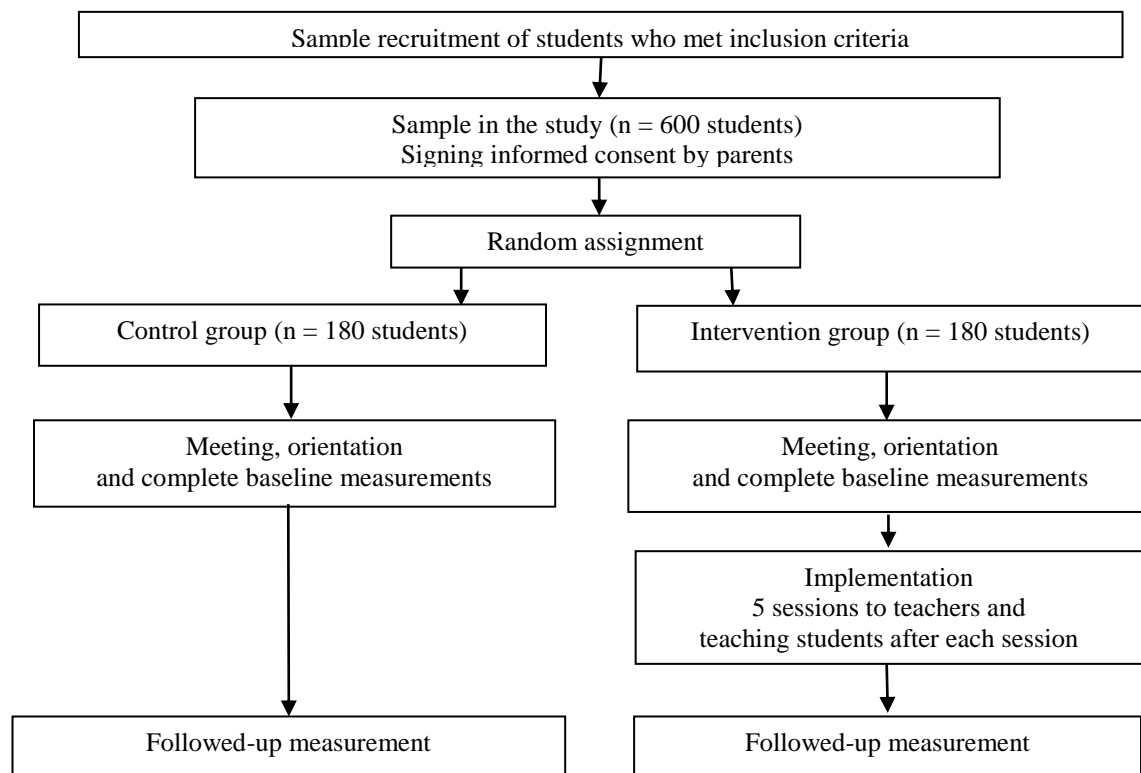 Sample recruitment of students who met inclusion criteria
Sample in the study (n = 600 students)
Signing informed consent by parents
Random assignment
Control group (n = 180 students)
Intervention group (n = 180 students)
Meeting, orientation
and complete baseline measurements
Meeting, orientation
and complete baseline measurements
Implementation
5 sessions to teachers and
teaching students after each session
Followed-up measurement
Followed-up measurement